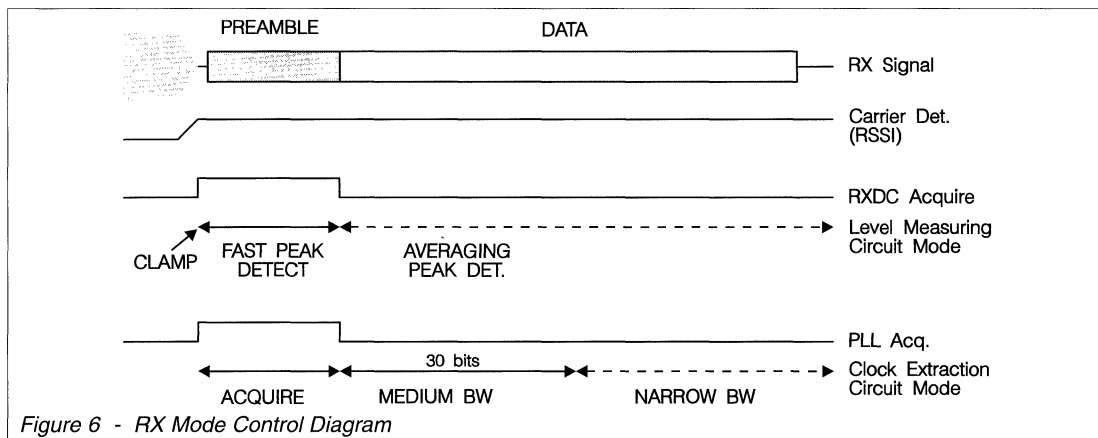 PREAMBLE DATA
RX Signal
Carrier Det.
(RSSI)
RXDC Acquire
Level Measuring
Circuit Mode
CLAMP
FAST PEAK
DETECT
AVERAGING
PEAK DET.
PLL Acq.
30 bits
Clock Extraction
Circuit Mode
ACQUIRE MEDIUM BW NARROW BW
Figure 6 - RX Mode Control Diagram